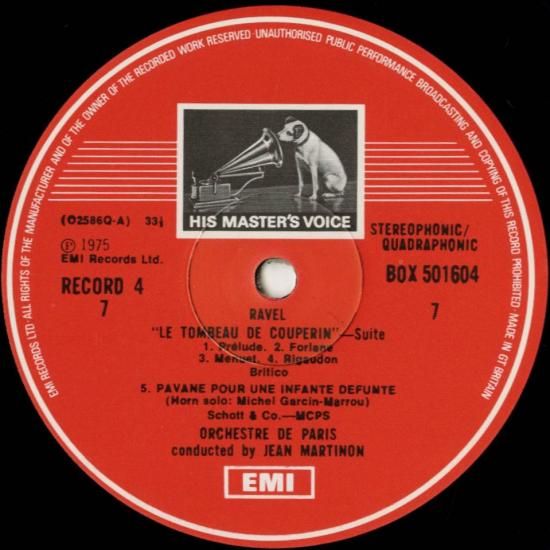 EMI RECORDS LTD · ALL RIGHTS OF THE MANUFACTURER AND OF THE OWNER OF THE RECORDED WORK RESERVED · UNAUTHORISED PUBLIC PERFORMANCE BROADCASTING AND COPYING OF THIS RECORD PROHIBITED · MADE IN GT BRITAIN
HIS MASTER'S VOICE
(O2586Q-A) 33⅓
STEREOPHONIC/
QUADRAPHONIC
℗ 1975
EMI Records Ltd.
BOX 501604
RECORD 4
7
7
RAVEL
"LE TOMBEAU DE COUPERIN"—Suite
1. Prélude. 2. Forlane
3. Menuet. 4. Rigaudon
Britico
5. PAVANE POUR UNE INFANTE DEFUNTE
(Horn solo: Michel Garcin-Marrou)
Schott & Co.—MCPS
ORCHESTRE DE PARIS
conducted by JEAN MARTINON
EMI